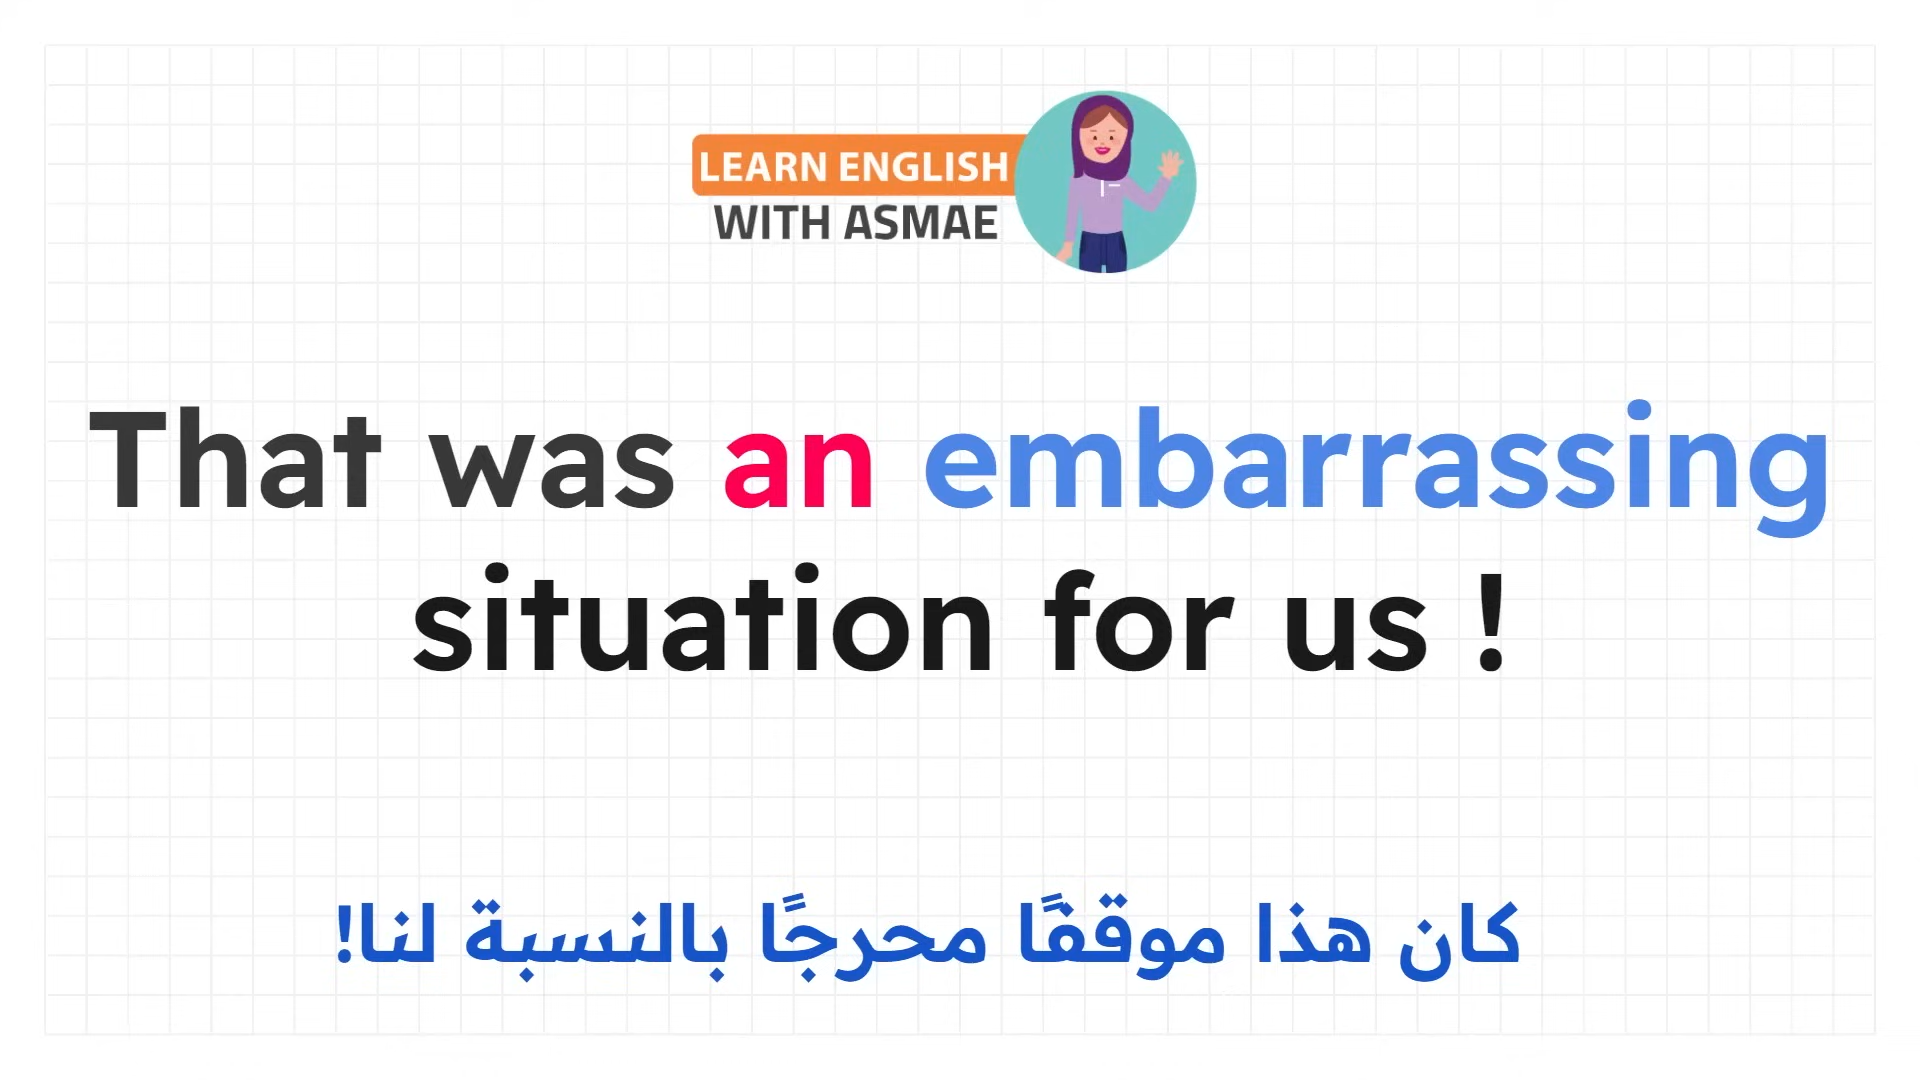 LEARN ENGLISH
WITH ASMAE
That was an embarrassing
situation for us !
كان هذا موقفًا محرجًا بالنسبة لنا!